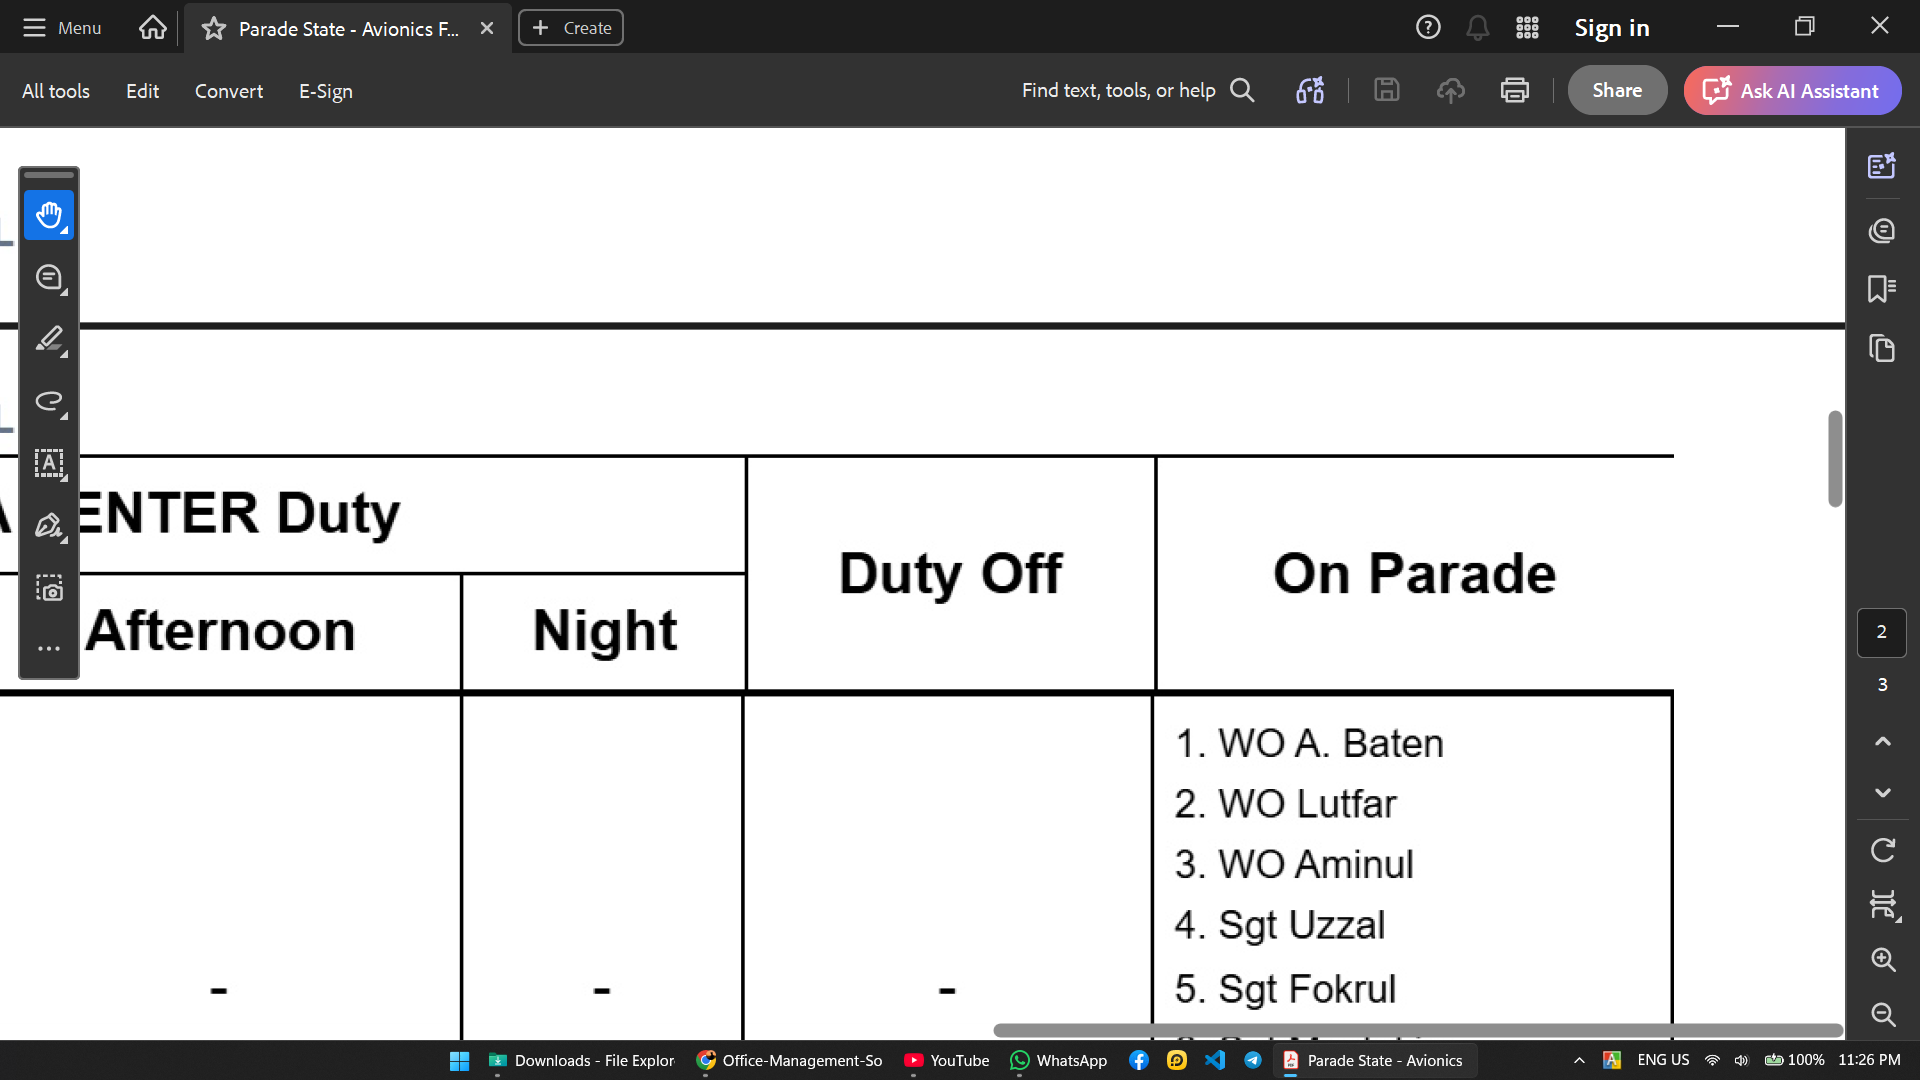 Menu
Parade State - Avionics F...
Create
Sign in
All tools
Edit
Convert
E-Sign
Find text, tools, or help
Share
Ask AI Assistant
ENTER Duty
Duty Off
On Parade
Afternoon
Night
1. WO A. Baten
2. WO Lutfar
3. WO Aminul
4. Sgt Uzzal
5. Sgt Fokrul
-
-
-
2
3
Downloads - File Explor
Office-Management-So
YouTube
WhatsApp
Parade State - Avionics
ENG US
100%
11:26 PM